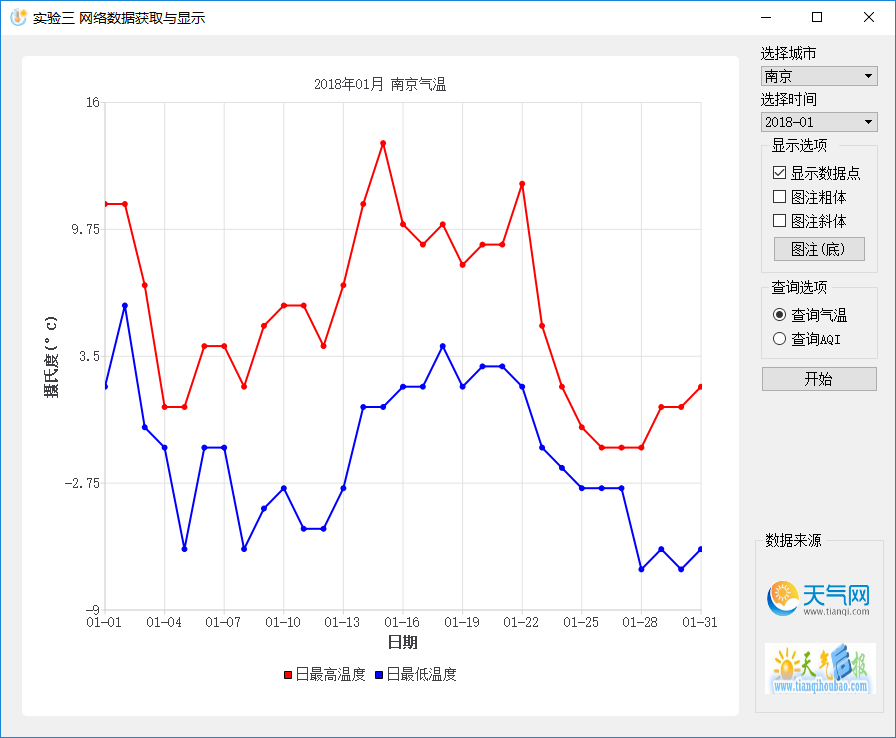 实验三 网络数据获取与显示
2018年01月 南京气温
16
9.75
3.5
-2.75
-9
摄氏度(° C)
01-01 01-04 01-07 01-10 01-13 01-16 01-19 01-22 01-25 01-28 01-31
日期
日最高温度 日最低温度
选择城市
南京
选择时间
2018-01
显示选项
显示数据点
图注粗体
图注斜体
图注(底)
查询选项
查询气温
查询AQI
开始
数据来源
天气网
www.tianqi.com
天气后报
www.tianqihoubao.com